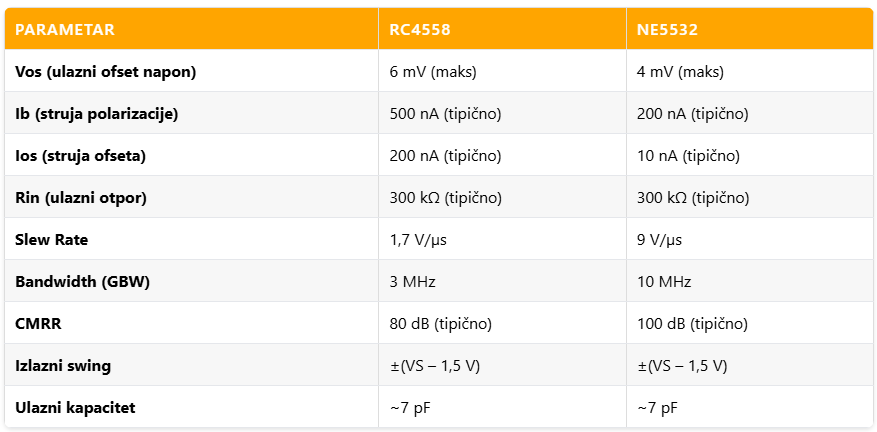 PARAMETAR RC4558 NE5532
Vos (ulazni ofset napon) 6 mV (maks) 4 mV (maks)
Ib (struja polarizacije) 500 nA (tipično) 200 nA (tipično)
Ios (struja ofseta) 200 nA (tipično) 10 nA (tipično)
Rin (ulazni otpor) 300 kΩ (tipično) 300 kΩ (tipično)
Slew Rate 1,7 V/µs 9 V/µs
Bandwidth (GBW) 3 MHz 10 MHz
CMRR 80 dB (tipično) 100 dB (tipično)
Izlazni swing ±(VS – 1,5 V) ±(VS – 1,5 V)
Ulazni kapacitet ~7 pF ~7 pF